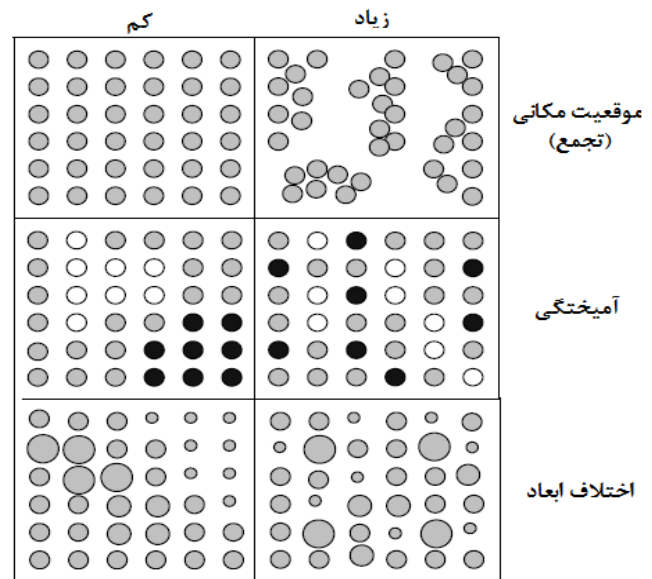 زیاد
کم
موقعیت مکانی
(تجمع)
آمیختگی
اختلاف ابعاد